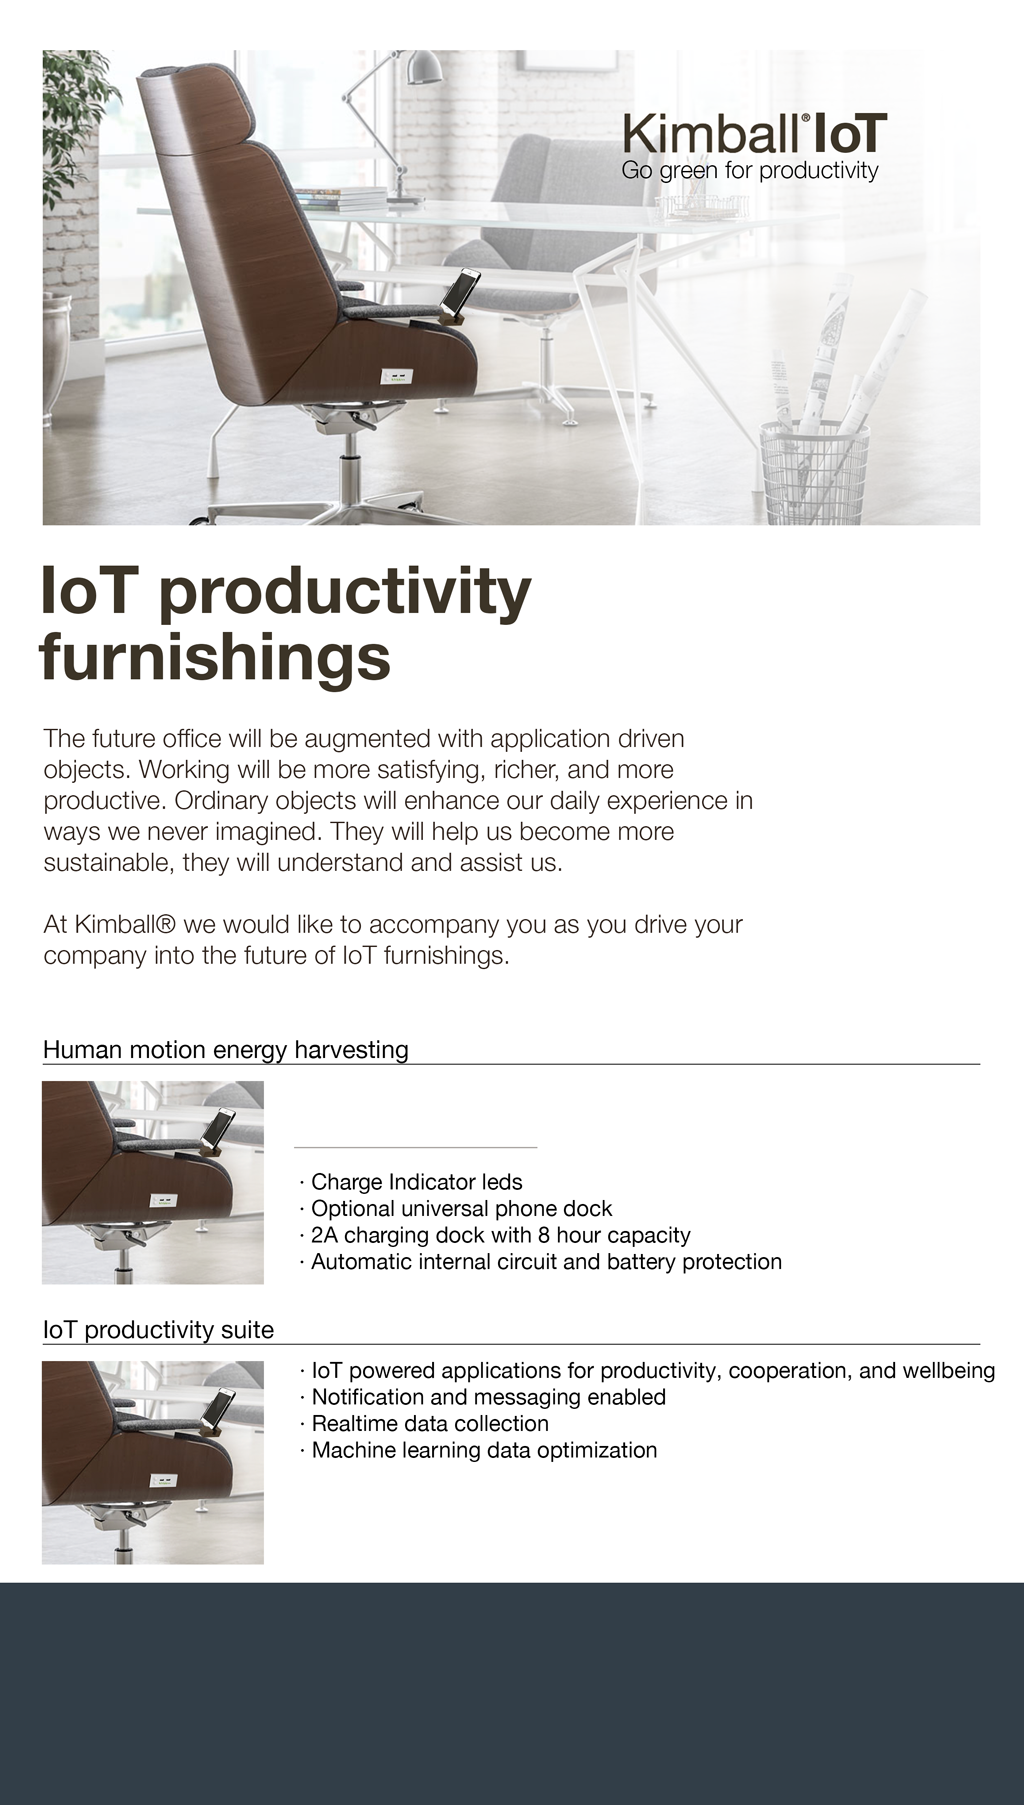 Kimball®IoT
Go green for productivity
IoT productivity
furnishings
The future office will be augmented with application driven
objects. Working will be more satisfying, richer, and more
productive. Ordinary objects will enhance our daily experience in
ways we never imagined. They will help us become more
sustainable, they will understand and assist us.
At Kimball® we would like to accompany you as you drive your
company into the future of IoT furnishings.
Human motion energy harvesting
· Charge Indicator leds
· Optional universal phone dock
· 2A charging dock with 8 hour capacity
· Automatic internal circuit and battery protection
IoT productivity suite
· IoT powered applications for productivity, cooperation, and wellbeing
· Notification and messaging enabled
· Realtime data collection
· Machine learning data optimization